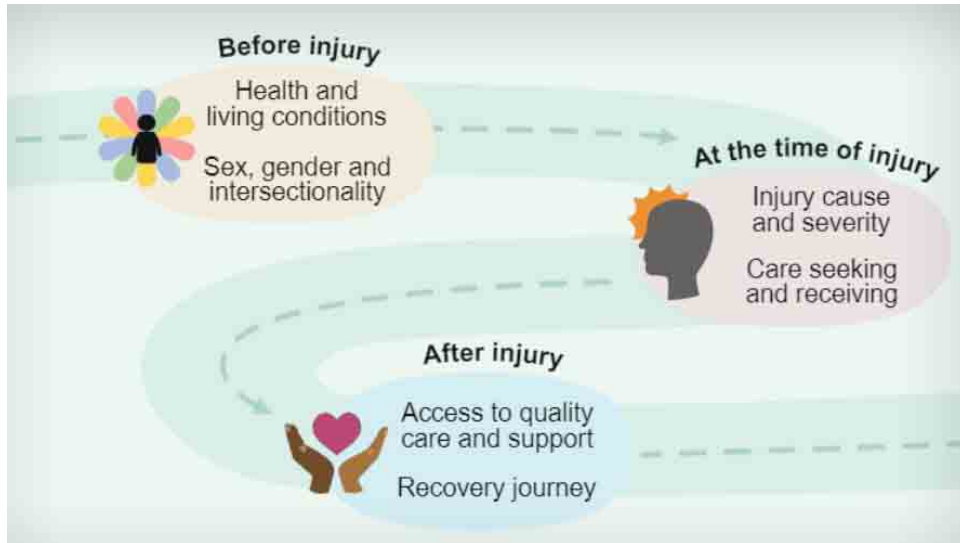 Before injury
Health and
living conditions
Sex, gender and
intersectionality
At the time of injury
Injury cause
and severity
Care seeking
and receiving
After injury
Access to quality
care and support
Recovery journey